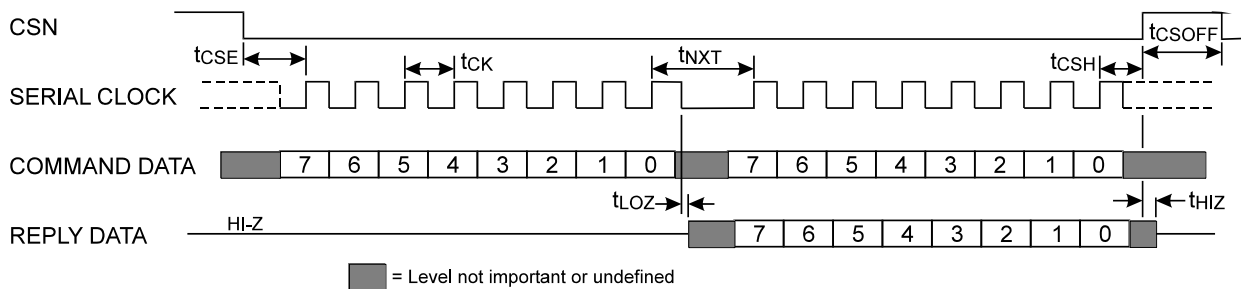 CSN
tCSOFF
tCSE
tCK
tNXT
tCSH
SERIAL CLOCK
COMMAND DATA
7 6 5 4 3 2 1 0 7 6 5 4 3 2 1 0
tLOZ
tHIZ
REPLY DATA
HI-Z
7 6 5 4 3 2 1 0
= Level not important or undefined